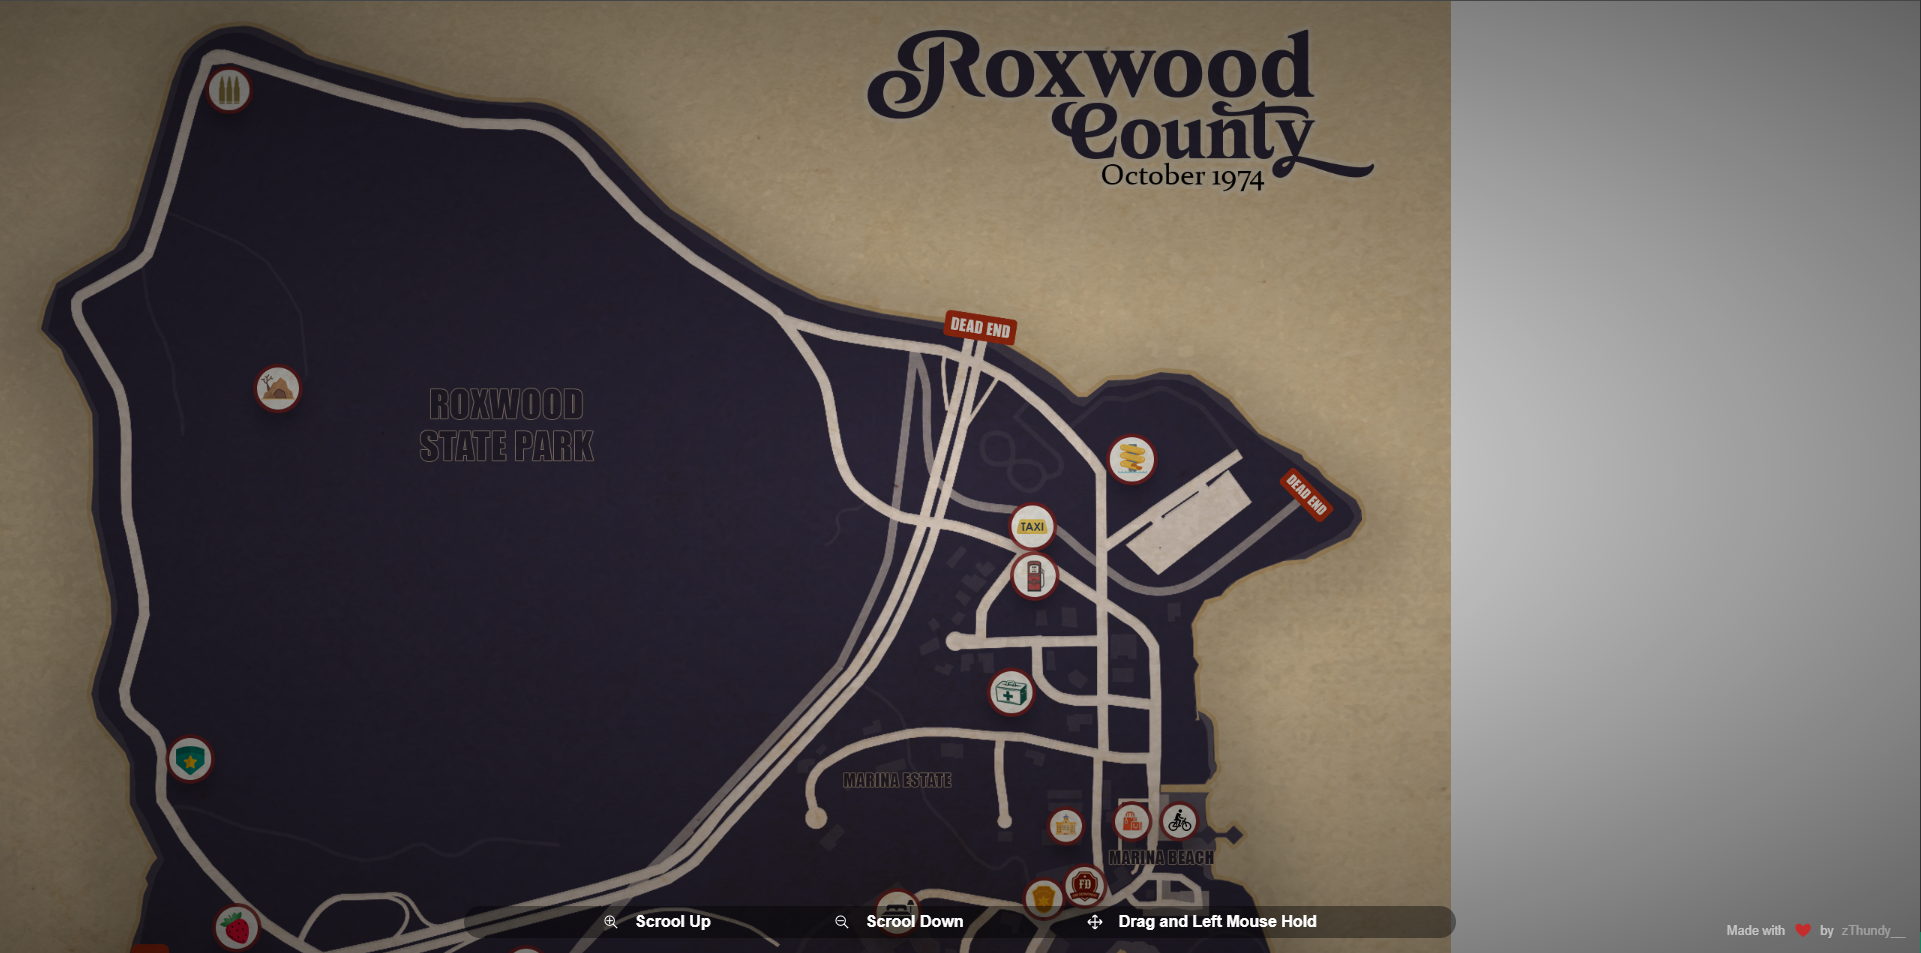 Roxwood
County
October 1974
DEAD END
ROXWOOD
STATE PARK
DEAD END
TAXI
MARINA ESTATE
MARINA BEACH
FD
Scrool Up
Scrool Down
Drag and Left Mouse Hold
Made with ❤ by zThundy__